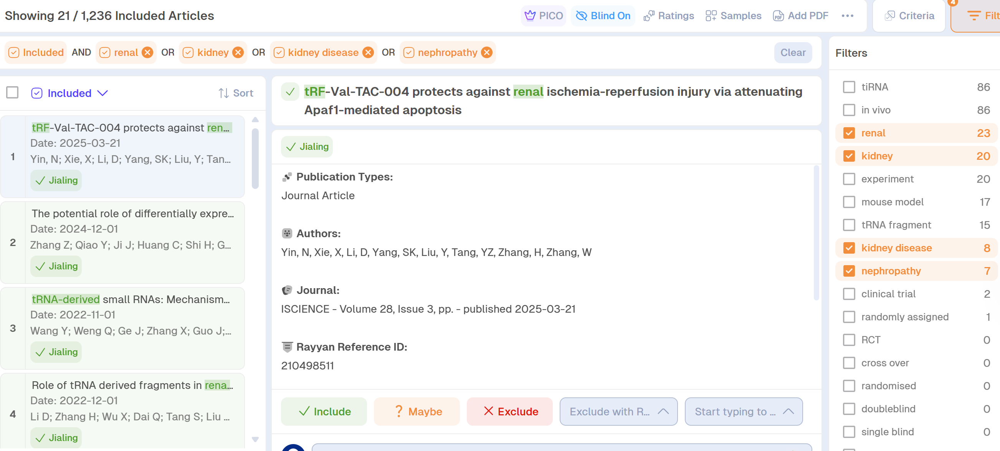 Showing 21 / 1,236 Included Articles
PICO
Blind On
Ratings
Samples
Add PDF
Criteria
4
Included AND renal OR kidney OR kidney disease OR nephropathy
Clear
Included
Sort
1
tRF-Val-TAC-004 protects against ren...
Date: 2025-03-21
Yin, N; Xie, X; Li, D; Yang, SK; Liu, Y; Tan...
Jialing
2
The potential role of differentially expre...
Date: 2024-12-01
Zhang Z; Qiao Y; Ji J; Huang C; Shi H; G...
Jialing
3
tRNA-derived small RNAs: Mechanism...
Date: 2022-11-01
Wang Y; Weng Q; Ge J; Zhang X; Guo J;...
Jialing
4
Role of tRNA derived fragments in rena...
Date: 2022-12-01
Li D; Zhang H; Wu X; Dai Q; Tang S; Liu ...
Jialing
tRF-Val-TAC-004 protects against renal ischemia-reperfusion injury via attenuating
Apaf1-mediated apoptosis
Jialing
Publication Types:
Journal Article
Authors:
Yin, N, Xie, X, Li, D, Yang, SK, Liu, Y, Tang, YZ, Zhang, H, Zhang, W
Journal:
ISCIENCE - Volume 28, Issue 3, pp. - published 2025-03-21
Rayyan Reference ID:
210498511
Include
? Maybe
Exclude
Exclude with R...
Start typing to ...
Filters
tiRNA 86
in vivo 86
renal 23
kidney 20
experiment 20
mouse model 17
tRNA fragment 15
kidney disease 8
nephropathy 7
clinical trial 2
randomly assigned 1
RCT 0
cross over 0
randomised 0
doubleblind 0
single blind 0